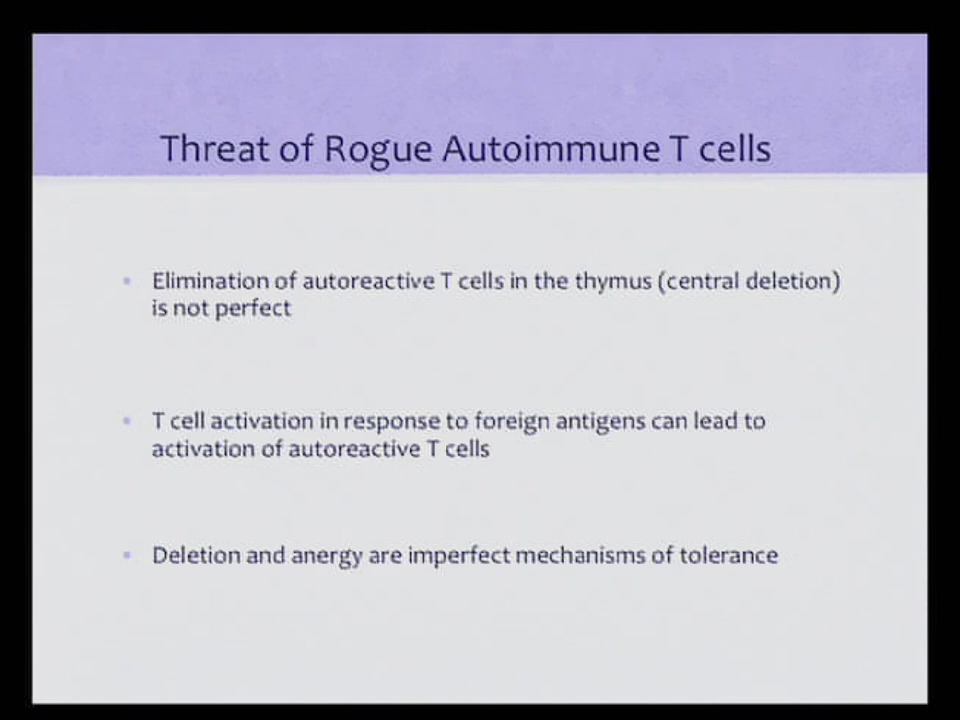 Threat of Rogue Autoimmune T cells
• Elimination of autoreactive T cells in the thymus (central deletion)
is not perfect
• T cell activation in response to foreign antigens can lead to
activation of autoreactive T cells
• Deletion and anergy are imperfect mechanisms of tolerance